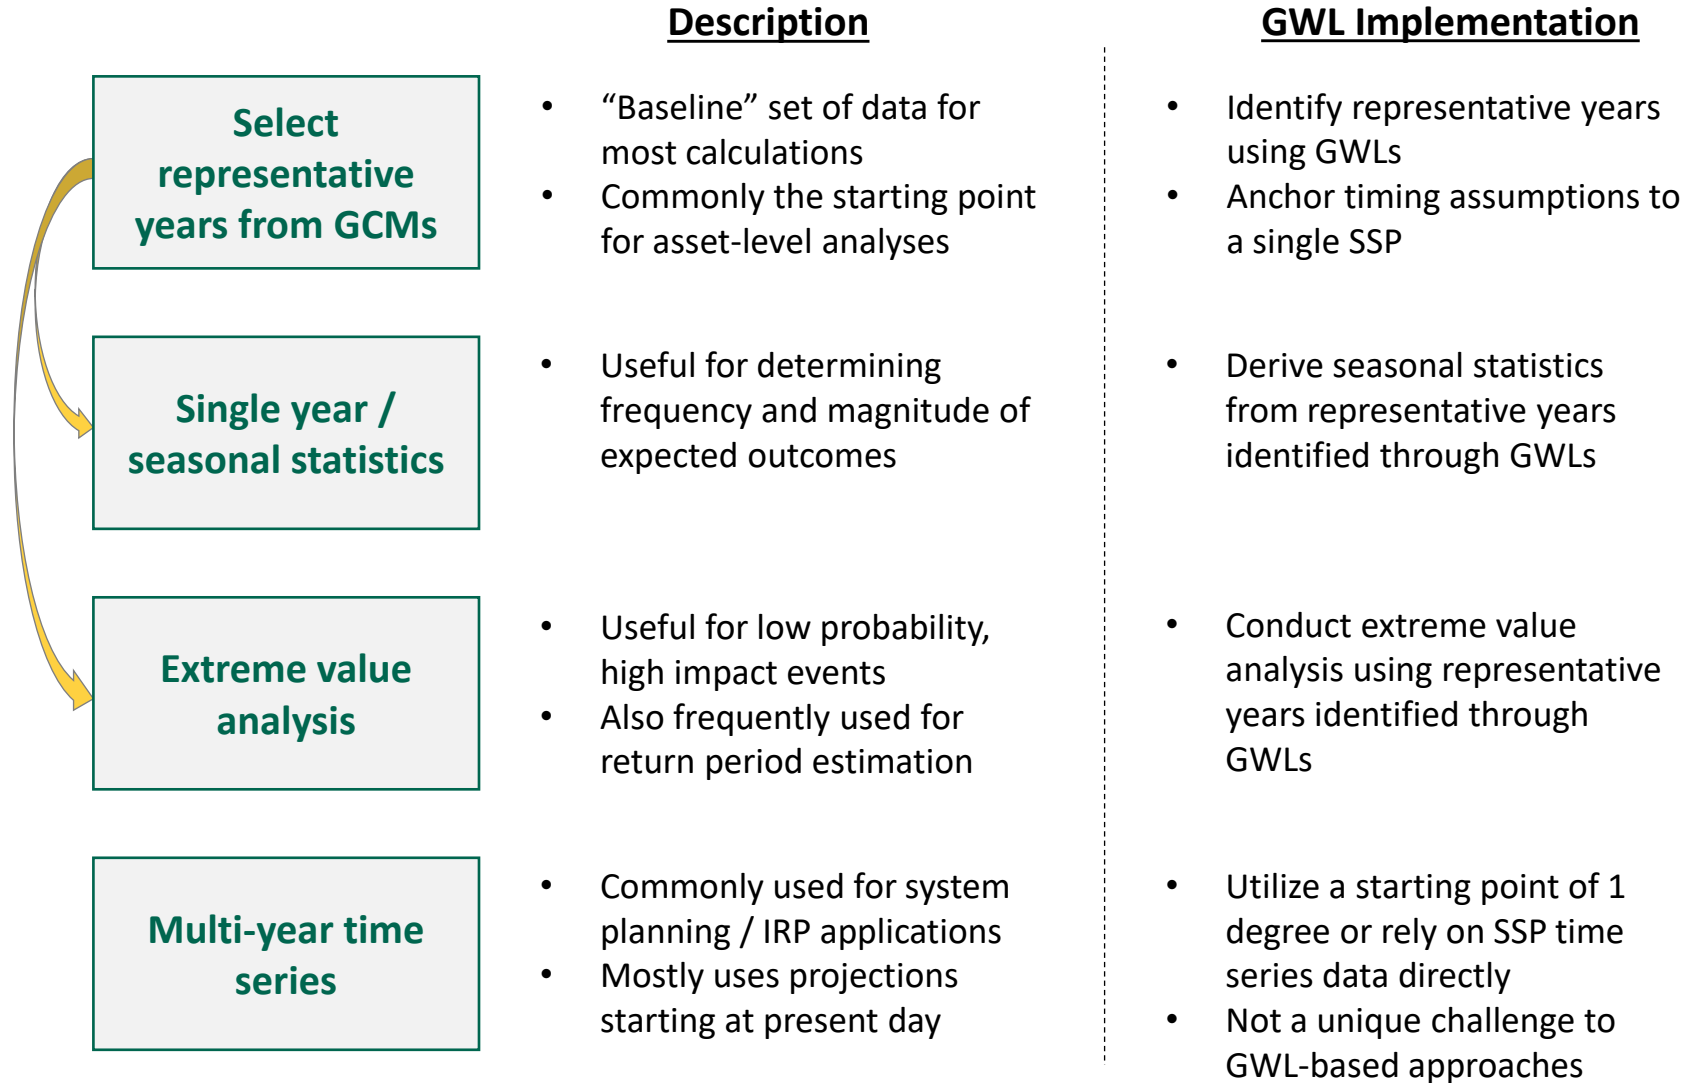 Description
GWL Implementation
Select
representative
years from GCMs
• “Baseline” set of data for
most calculations
• Commonly the starting point
for asset-level analyses
• Identify representative years
using GWLs
• Anchor timing assumptions to
a single SSP
Single year /
seasonal statistics
• Useful for determining
frequency and magnitude of
expected outcomes
• Derive seasonal statistics
from representative years
identified through GWLs
Extreme value
analysis
• Useful for low probability,
high impact events
• Also frequently used for
return period estimation
• Conduct extreme value
analysis using representative
years identified through
GWLs
Multi-year time
series
• Commonly used for system
planning / IRP applications
• Mostly uses projections
starting at present day
• Utilize a starting point of 1
degree or rely on SSP time
series data directly
• Not a unique challenge to
GWL-based approaches